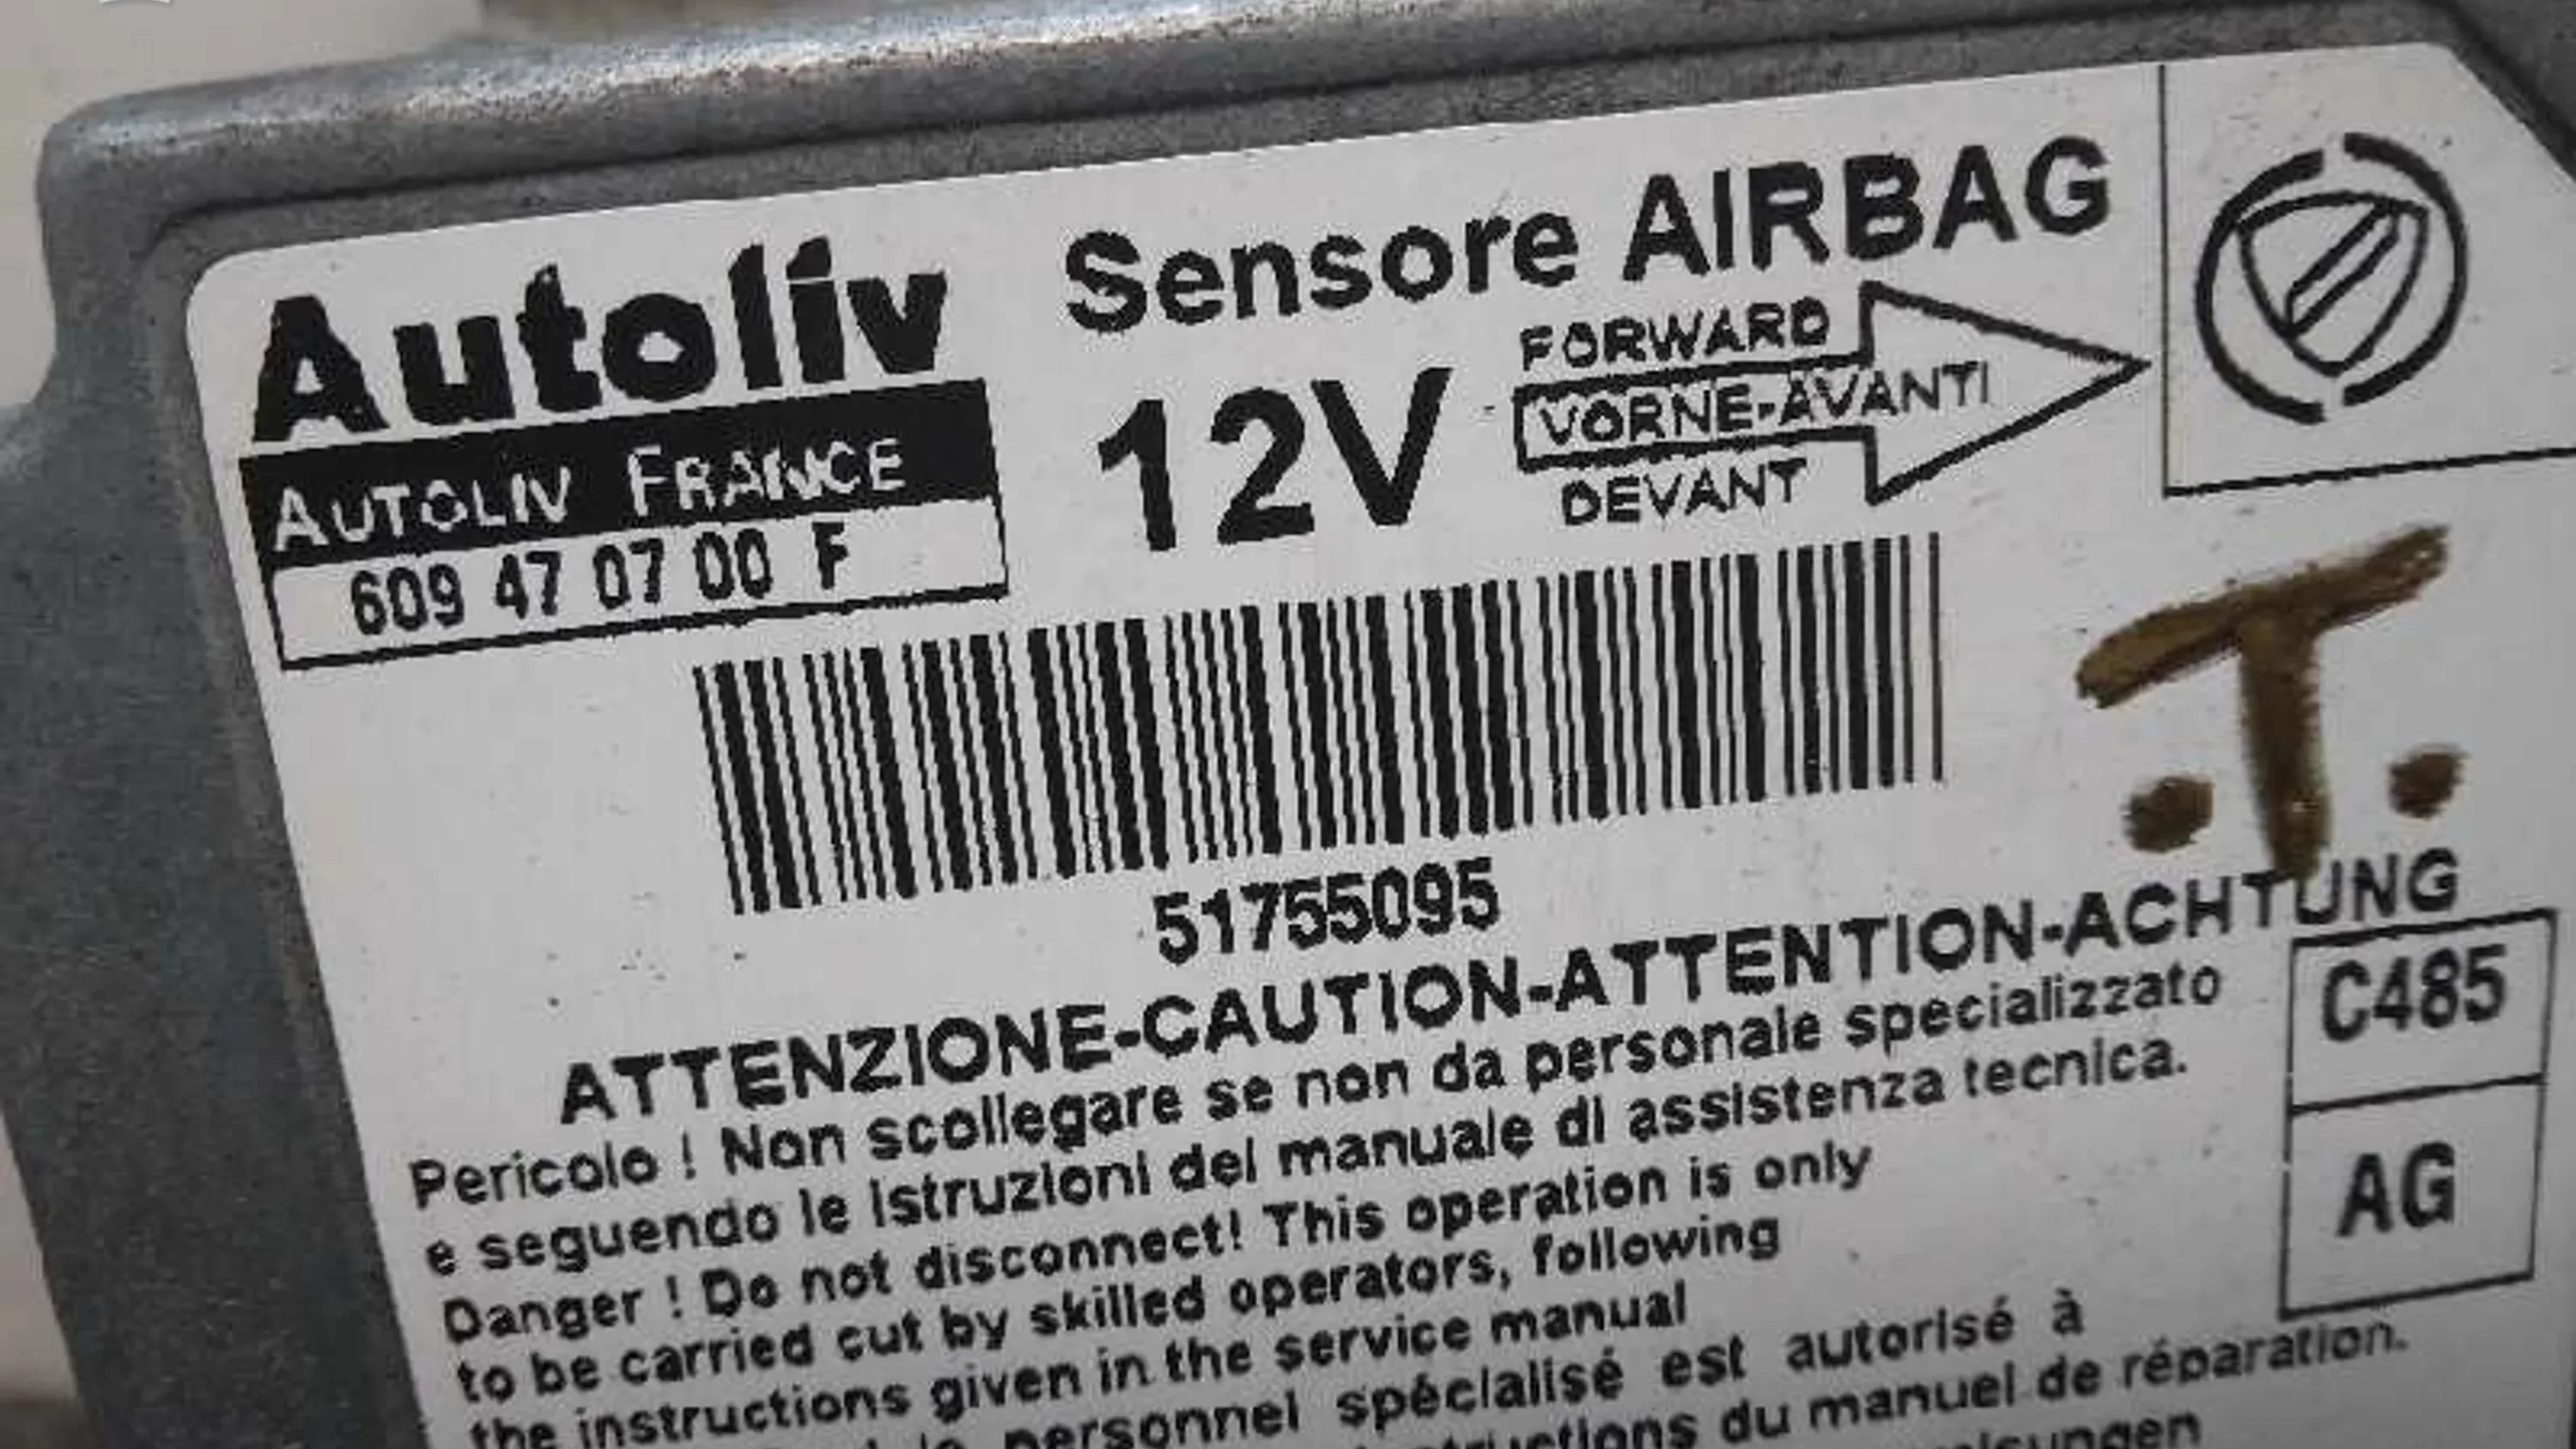 Autoliv
Sensore AIRBAG
AUTOLIV FRANCE
609 47 07 00 F
12V
FORWARD
VORNE-AVANTI
DEVANT
.T.
51755095
ATTENZIONE-CAUTION-ATTENTION-ACHTUNG
Pericolo ! Non scollegare se non da personale specializzato
e seguendo le istruzioni del manuale di assistenza tecnica.
Danger ! Do not disconnect! This operation is only
to be carried cut by skilled operators, following
the instructions given in the service manual
personnel spécialisé est autorisé à
du manuel de réparation.
C485
AG